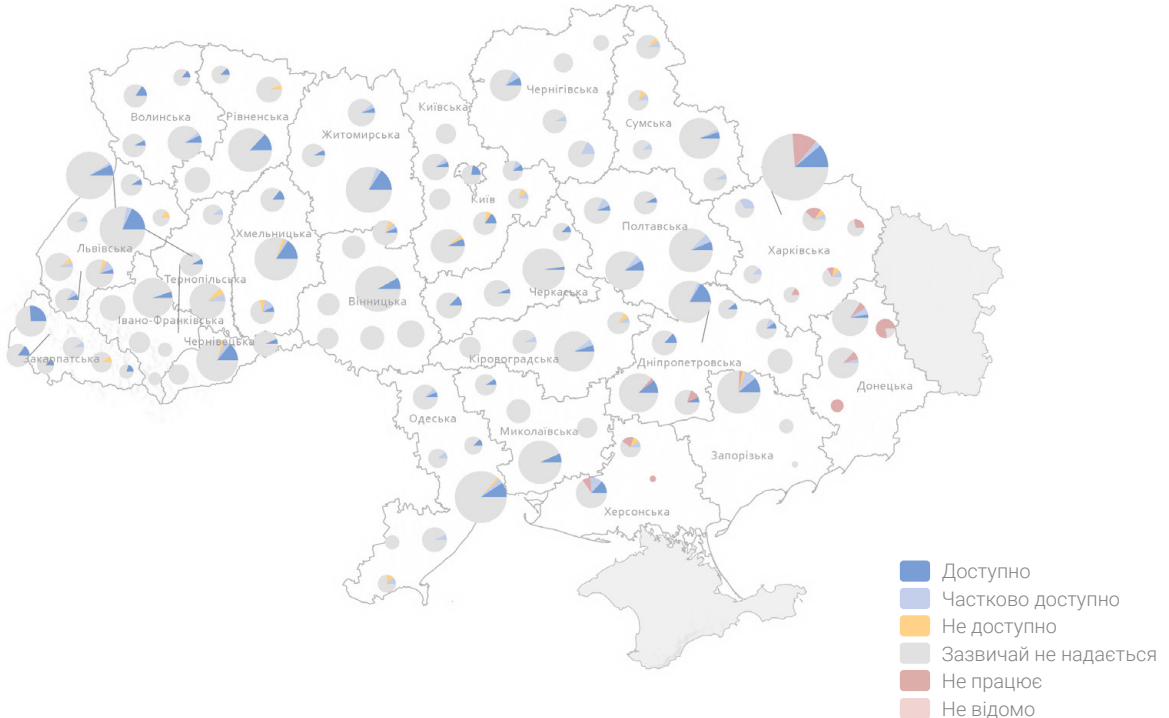 Волинська
Рівненська
Житомирська
Київська
Чернігівська
Сумська
Київ
Львівська
Тернопільська
Хмельницька
Вінницька
Черкаська
Полтавська
Харківська
Івано-Франківська
Чернівецька
Закарпатська
Кіровоградська
Дніпропетровська
Донецька
Одеська
Миколаївська
Запорізька
Херсонська
Доступно
Частково доступно
Не доступно
Зазвичай не надається
Не працює
Не відомо